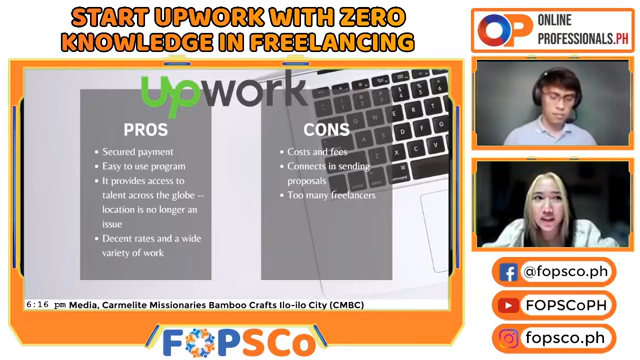 START UPWORK WITH ZERO
KNOWLEDGE IN FREELANCING
OP ONLINE
PROFESSIONALS.PH
upwork
PROS
• Secured payment
• Easy to use program
• It provides access to
talent across the globe --
location is no longer an
issue
• Decent rates and a wide
variety of work
CONS
• Costs and fees
• Connects in sending
proposals
• Too many freelancers
6:16 pm Media, Carmelite Missionaries Bamboo Crafts Ilo-ilo City (CMBC)
FOPSCo
@fopsco.ph
FOPSCoPH
fopsco.ph